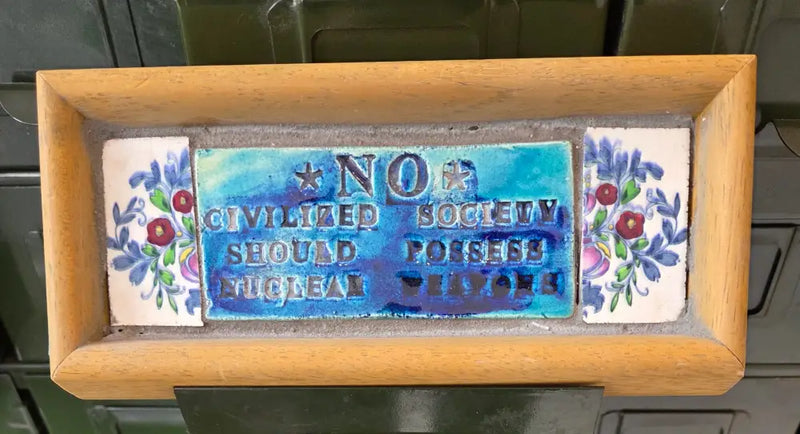 * NO *
CIVILIZED SOCIETY
SHOULD POSSESS
NUCLEAR WEAPONS